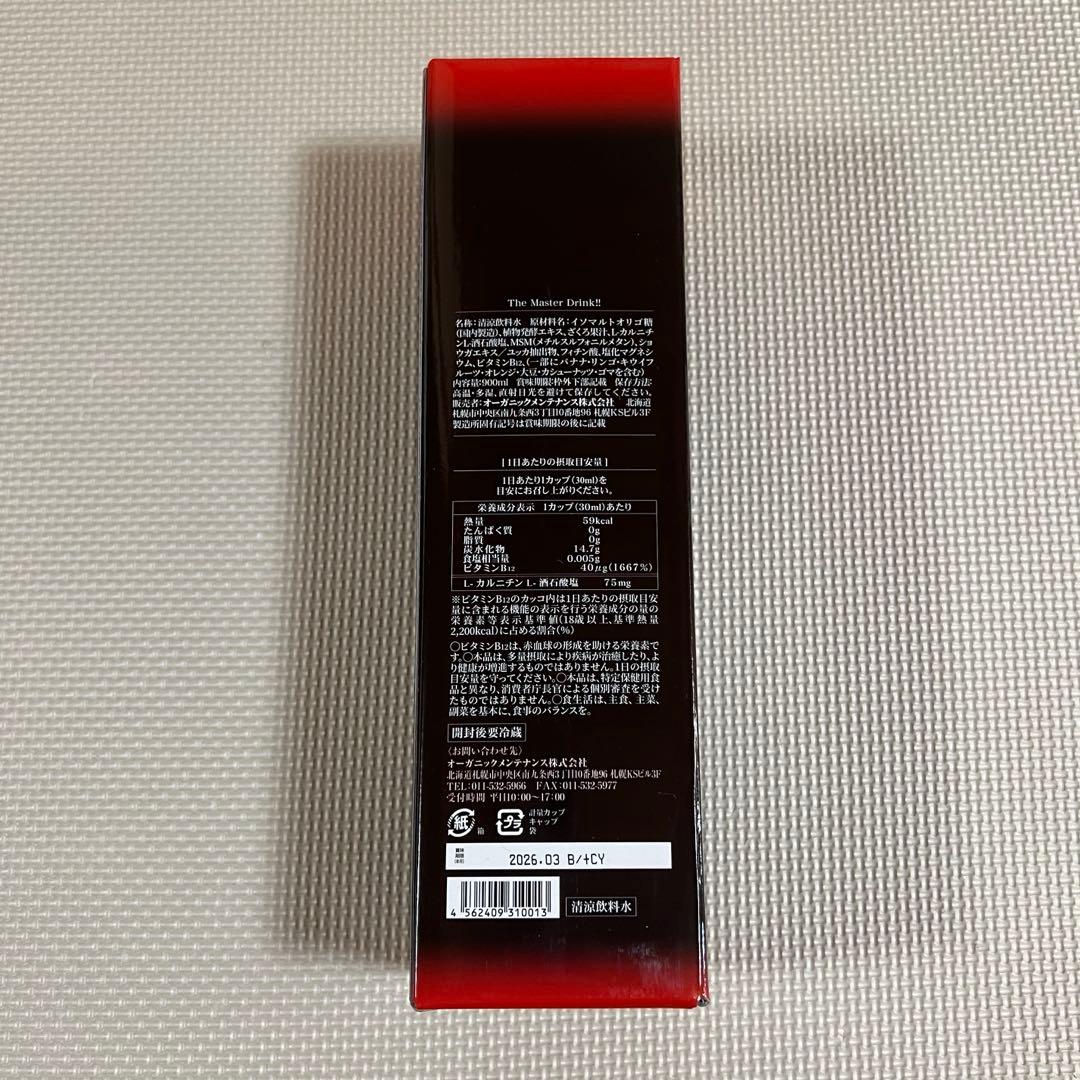 The Master Drink!!
名称:清涼飲料水 原材料名:イソマルトオリゴ糖
(国内製造)、植物発酵エキス、ざくろ果汁、L-カルニチ
ンL-酒石酸塩、MSM(メチルスルフォニルメタン)、ショ
ウガエキス/ユッカ抽出物、フィチン酸、塩化マグネシ
ウム、ビタミンB12、(一部にバナナ・リンゴ・キウイフ
ルーツ・オレンジ・大豆・カシューナッツ・ゴマを含む)
内容量:900ml 賞味期限:枠外下部記載 保存方法:
高温・多湿、直射日光を避けて保存してください。
販売者:オーガニックメンテナンス株式会社 北海道
札幌市中央区南九条西3丁目10番地96 札幌KSビル3F
製造所固有記号は賞味期限の後に記載
[1日あたりの摂取目安量]
1日あたり1カップ(30ml)を
目安にお召し上がりください。
栄養成分表示 1カップ(30ml)あたり
熱量 59kcal
たんぱく質 0g
脂質 0g
炭水化物 14.7g
食塩相当量 0.005g
ビタミンB12 40μg(1667%)
L-カルニチン L-酒石酸塩 75mg
※ビタミンB12のカッコ内は1日あたりの摂取目安
量に含まれる機能の表示を行う栄養成分の量の
栄養素等表示基準値(18歳以上、基準熱量
2,200kcal)に占める割合(%)
○ビタミンB12は、赤血球の形成を助ける栄養素で
す。○本品は、多量摂取により疾病が治癒したり、よ
り健康が増進するものではありません。1日の摂取
目安量を守ってください。○本品は、特定保健用食
品と異なり、消費者庁長官による個別審査を受け
たものではありません。○食生活は、主食、主菜、
副菜を基本に、食事のバランスを。
開封後要冷蔵
〈お問い合わせ先〉
オーガニックメンテナンス株式会社
北海道札幌市中央区南九条西3丁目10番地96 札幌KSビル3F
TEL:011-532-5966 FAX:011-532-5977
受付時間 平日10:00~17:00
紙 箱 プラ 計量カップ
キャップ
袋
賞味
期限
2026.03 B/+CY
4 562409 310013
清涼飲料水